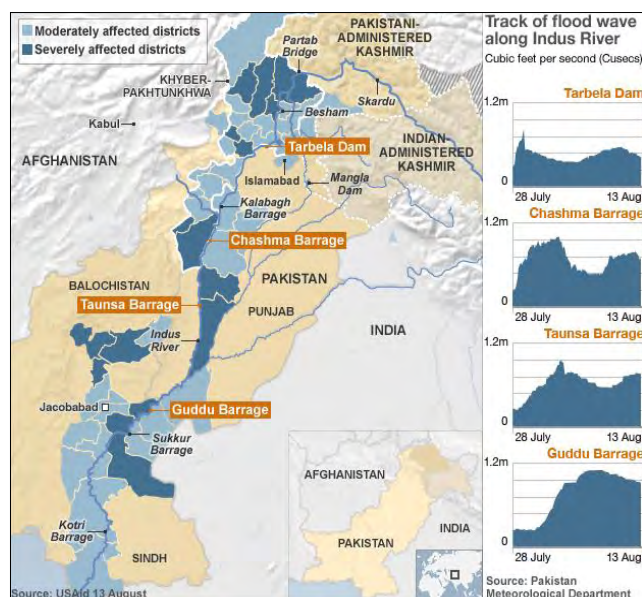 Moderately affected districts
Severely affected districts
PAKISTANI-
ADMINISTERED
KASHMIR
Partab
Bridge
KHYBER-
PAKHTUNKHWA
Skardu
Besham
Kabul
Tarbela Dam
INDIAN-
ADMINISTERED
KASHMIR
AFGHANISTAN
Islamabad
Mangla
Dam
Kalabagh
Barrage
Chashma Barrage
BALOCHISTAN
PAKISTAN
Taunsa Barrage
PUNJAB
INDIA
Indus
River
Jacobabad
Guddu Barrage
Sukkur
Barrage
Kotri
Barrage
SINDH
AFGHANISTAN
PAKISTAN
INDIA
Source: USAid 13 August
Track of flood wave
along Indus River
Cubic feet per second (Cusecs)
Tarbela Dam
1.2m
0
28 July 13 Aug
Chashma Barrage
1.2m
0
28 July 13 Aug
Taunsa Barrage
1.2m
0
28 July 13 Aug
Guddu Barrage
1.2m
0
28 July 13 Aug
Source: Pakistan
Meteorological Department